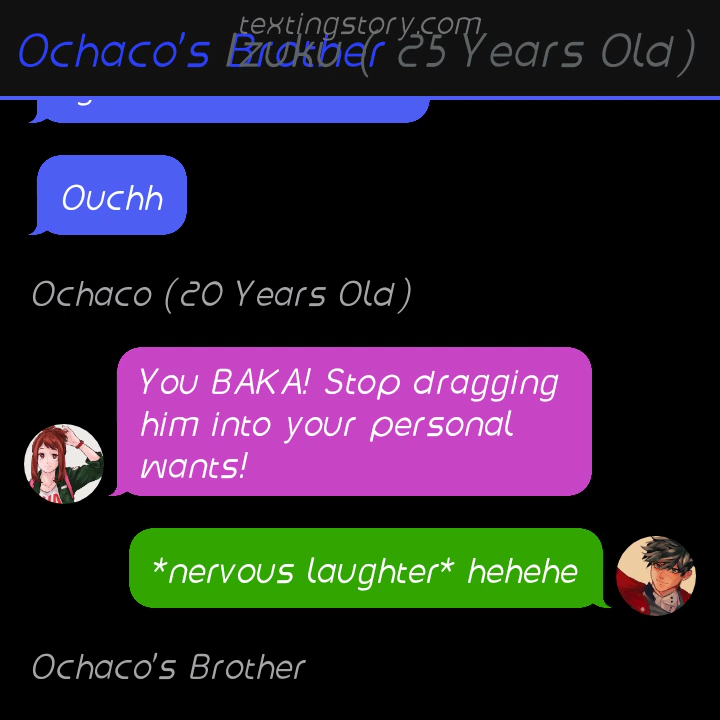 textingstory.com
Ochaco's Brother
Izuku ( 25 Years Old)
Ouchh
Ochaco (20 Years Old)
You BAKA! Stop dragging
him into your personal
wants!
*nervous laughter* hehehe
Ochaco's Brother